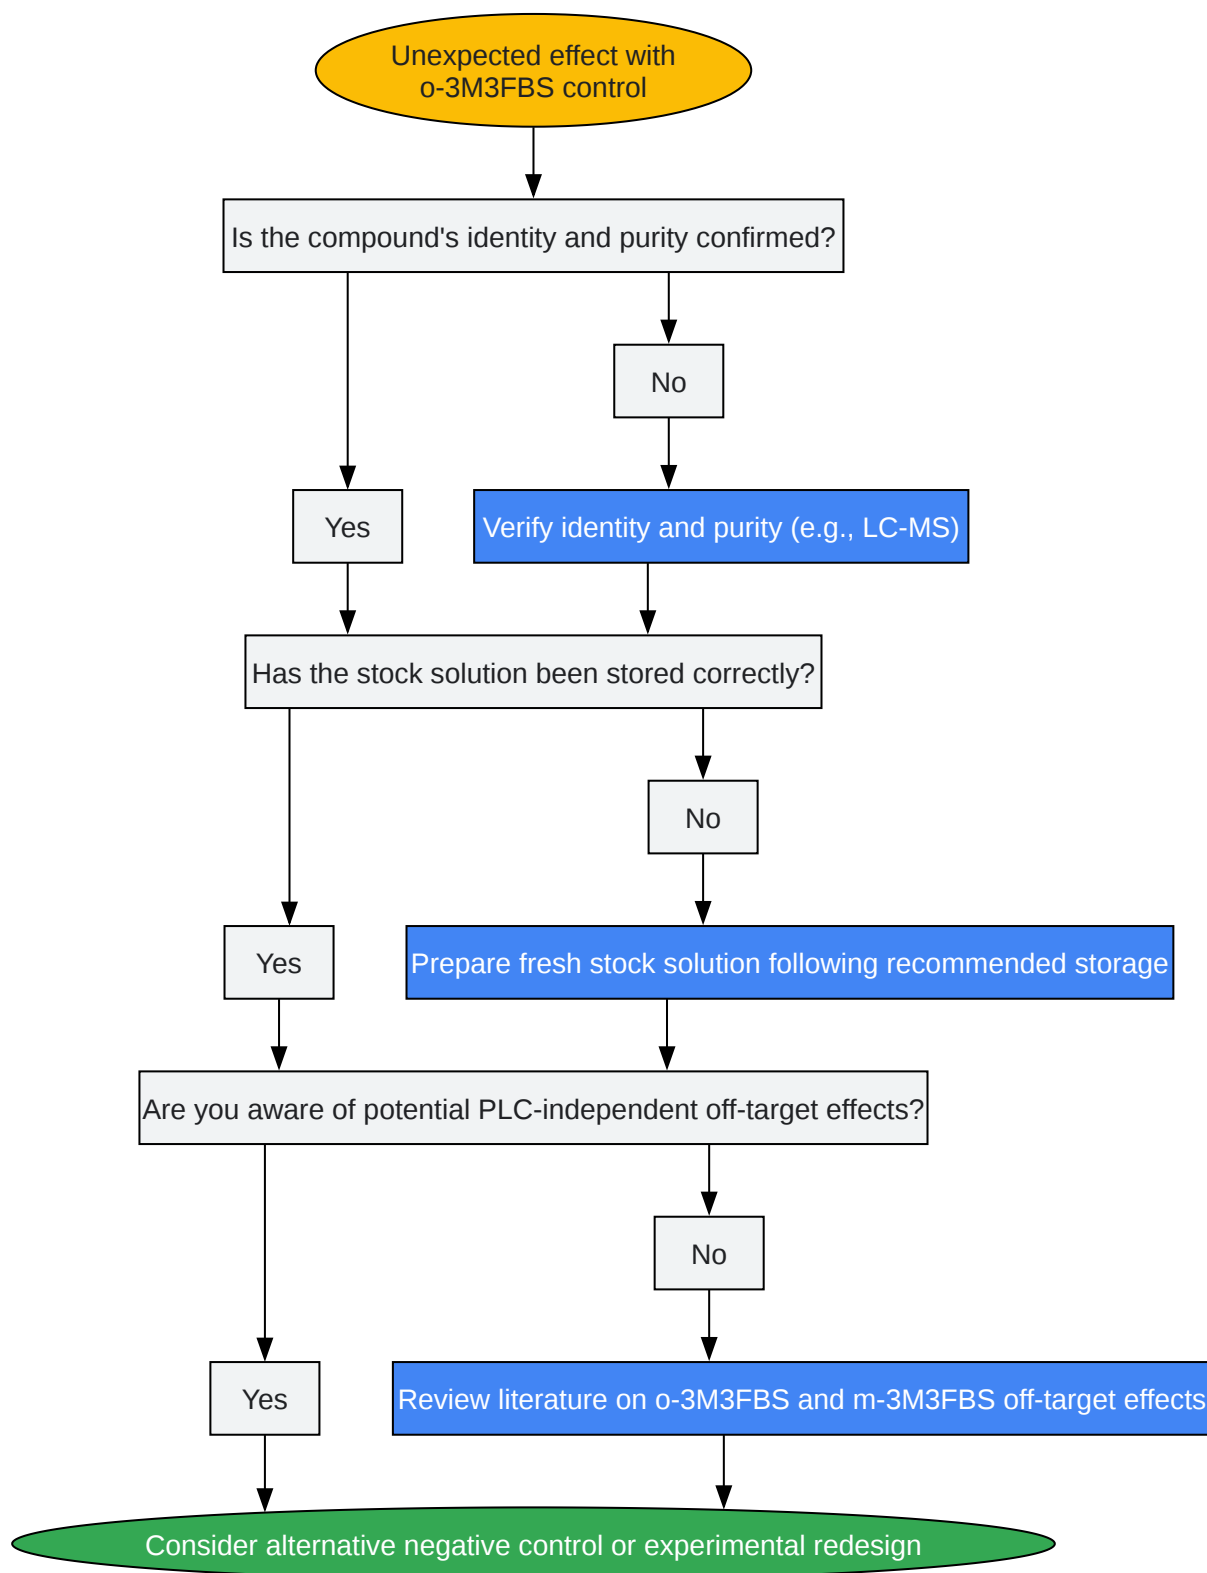 Unexpected effect with
o-3M3FBS control
Is the compound's identity and purity confirmed?
No
Yes
Verify identity and purity (e.g., LC-MS)
Has the stock solution been stored correctly?
No
Yes
Prepare fresh stock solution following recommended storage
Are you aware of potential PLC-independent off-target effects?
No
Yes
Review literature on o-3M3FBS and m-3M3FBS off-target effects
Consider alternative negative control or experimental redesign